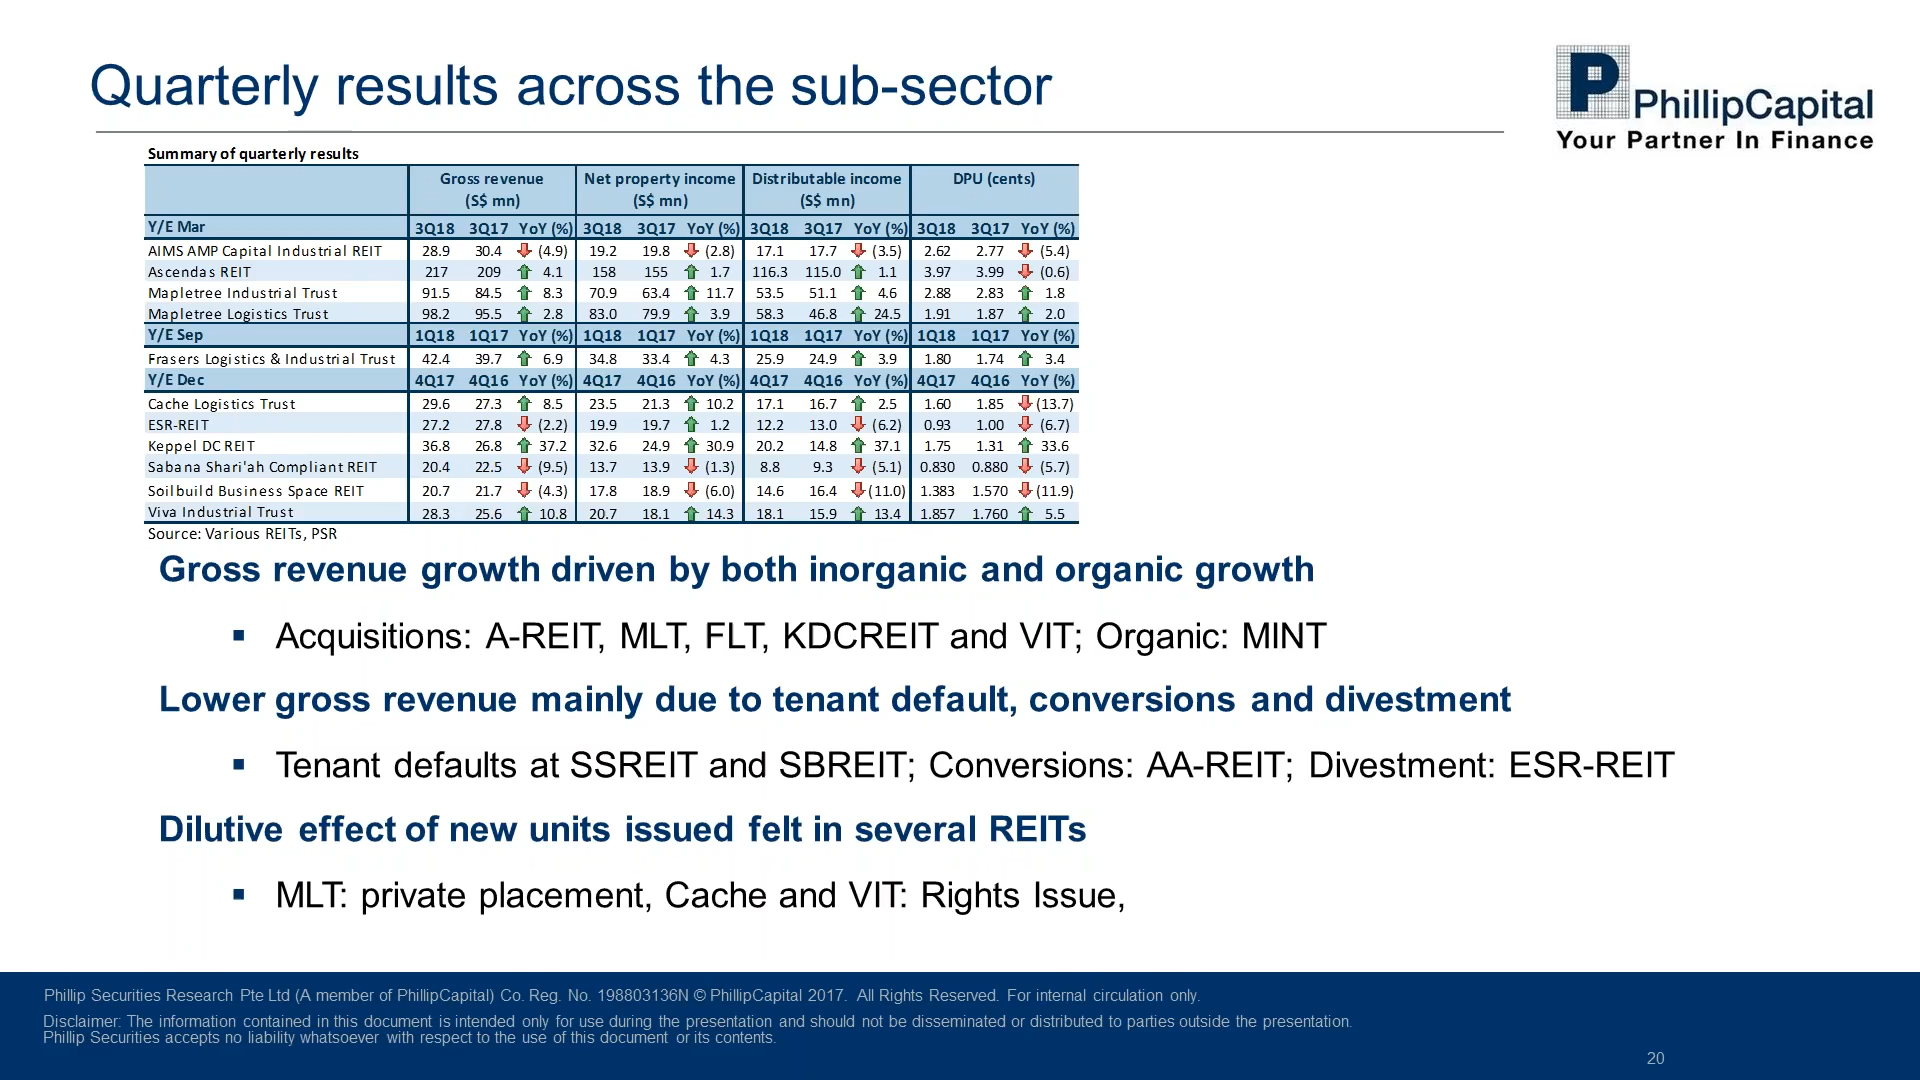 Quarterly results across the sub-sector
P PhillipCapital
Your Partner In Finance
Summary of quarterly results
Gross revenue Net property income Distributable income DPU (cents)
(S$ mn) (S$ mn) (S$ mn)
Y/E Mar 3Q18 3Q17 YoY (%) 3Q18 3Q17 YoY (%) 3Q18 3Q17 YoY (%) 3Q18 3Q17 YoY (%)
AIMS AMP Capital Industrial REIT 28.9 30.4 (4.9) 19.2 19.8 (2.8) 17.1 17.7 (3.5) 2.62 2.77 (5.4)
Ascendas REIT 217 209 4.1 158 155 1.7 116.3 115.0 1.1 3.97 3.99 (0.6)
Mapletree Industrial Trust 91.5 84.5 8.3 70.9 63.4 11.7 53.5 51.1 4.6 2.88 2.83 1.8
Mapletree Logistics Trust 98.2 95.5 2.8 83.0 79.9 3.9 58.3 46.8 24.5 1.91 1.87 2.0
Y/E Sep 1Q18 1Q17 YoY (%) 1Q18 1Q17 YoY (%) 1Q18 1Q17 YoY (%) 1Q18 1Q17 YoY (%)
Frasers Logistics & Industrial Trust 42.4 39.7 6.9 34.8 33.4 4.3 25.9 24.9 3.9 1.80 1.74 3.4
Y/E Dec 4Q17 4Q16 YoY (%) 4Q17 4Q16 YoY (%) 4Q17 4Q16 YoY (%) 4Q17 4Q16 YoY (%)
Cache Logistics Trust 29.6 27.3 8.5 23.5 21.3 10.2 17.1 16.7 2.5 1.60 1.85 (13.7)
ESR-REIT 27.2 27.8 (2.2) 19.9 19.7 1.2 12.2 13.0 (6.2) 0.93 1.00 (6.7)
Keppel DC REIT 36.8 26.8 37.2 32.6 24.9 30.9 20.2 14.8 37.1 1.75 1.31 33.6
Sabana Shari'ah Compliant REIT 20.4 22.5 (9.5) 13.7 13.9 (1.3) 8.8 9.3 (5.1) 0.830 0.880 (5.7)
Soilbuild Business Space REIT 20.7 21.7 (4.3) 17.8 18.9 (6.0) 14.6 16.4 (11.0) 1.383 1.570 (11.9)
Viva Industrial Trust 28.3 25.6 10.8 20.7 18.1 14.3 18.1 15.9 13.4 1.857 1.760 5.5
Source: Various REITs, PSR
Gross revenue growth driven by both inorganic and organic growth
▪ Acquisitions: A-REIT, MLT, FLT, KDCREIT and VIT; Organic: MINT
Lower gross revenue mainly due to tenant default, conversions and divestment
▪ Tenant defaults at SSREIT and SBREIT; Conversions: AA-REIT; Divestment: ESR-REIT
Dilutive effect of new units issued felt in several REITs
▪ MLT: private placement, Cache and VIT: Rights Issue,
Phillip Securities Research Pte Ltd (A member of PhillipCapital) Co. Reg. No. 198803136N © PhillipCapital 2017. All Rights Reserved. For internal circulation only.
Disclaimer: The information contained in this document is intended only for use during the presentation and should not be disseminated or distributed to parties outside the presentation.
Phillip Securities accepts no liability whatsoever with respect to the use of this document or its contents.
20